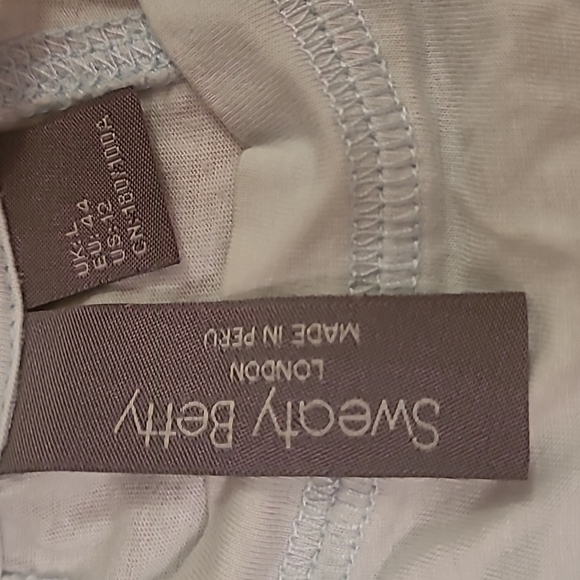 Sweaty Betty
LONDON
MADE IN PERU
UK: L
EU: 44
US: 12
CN:180/100A